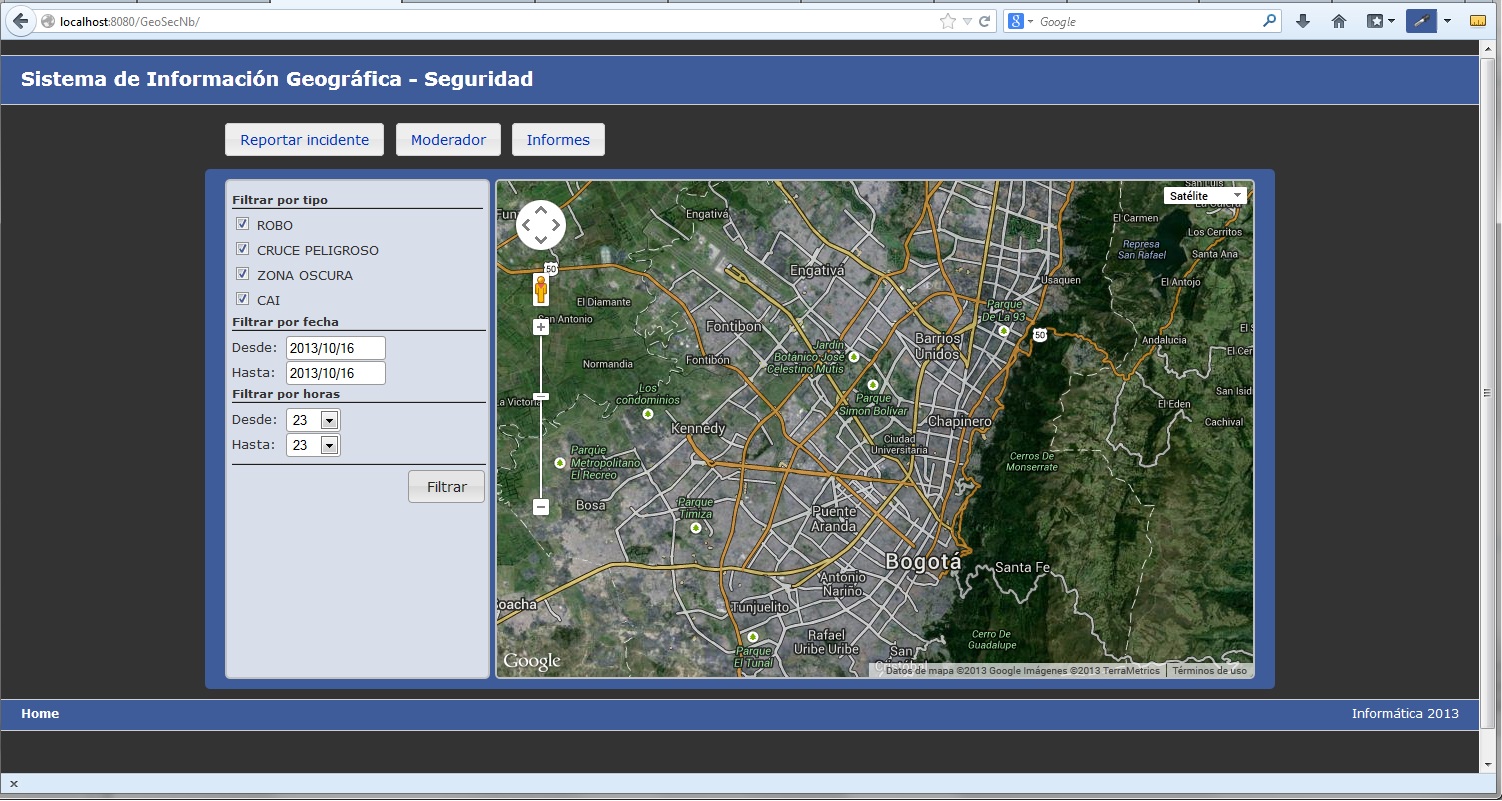 localhost:8080/GeoSecNb/
Google
Sistema de Información Geográfica - Seguridad
Reportar incidente
Moderador
Informes
Filtrar por tipo
ROBO
CRUCE PELIGROSO
ZONA OSCURA
CAI
Filtrar por fecha
Desde: 2013/10/16
Hasta: 2013/10/16
Filtrar por horas
Desde: 23
Hasta: 23
Filtrar
Satélite
Engativá
El Carmen
Los Cerritos
Represa
San Rafael
Santa Ana
50
Engativá
Usaquen
El Antojo
El Diamante
San Antonio
Parque
De La 93
Fontibon
Barrios
Unidos
50
Andalucia
Jardin
Botánico José
Celestino Mutis
Fontibón
Normandia
Los
condominios
Parque
Simon Bolivar
San Isid
El Eden
Cachival
Chapinero
Kennedy
Ciudad
Universitaria
Cerros De
Monserrate
Parque
Metropolitano
El Recreo
Bosa
Parque
Timiza
Puente
Aranda
Bogotá
Santa Fe
Antonio
Nariño
oacha
Tunjuelito
Rafael
Uribe Uribe
Cerro De
Guadalupe
Parque
El Tunal
San
Cristóbal
Google
Datos de mapa ©2013 Google Imágenes ©2013 TerraMetrics
Términos de uso
Home
Informática 2013